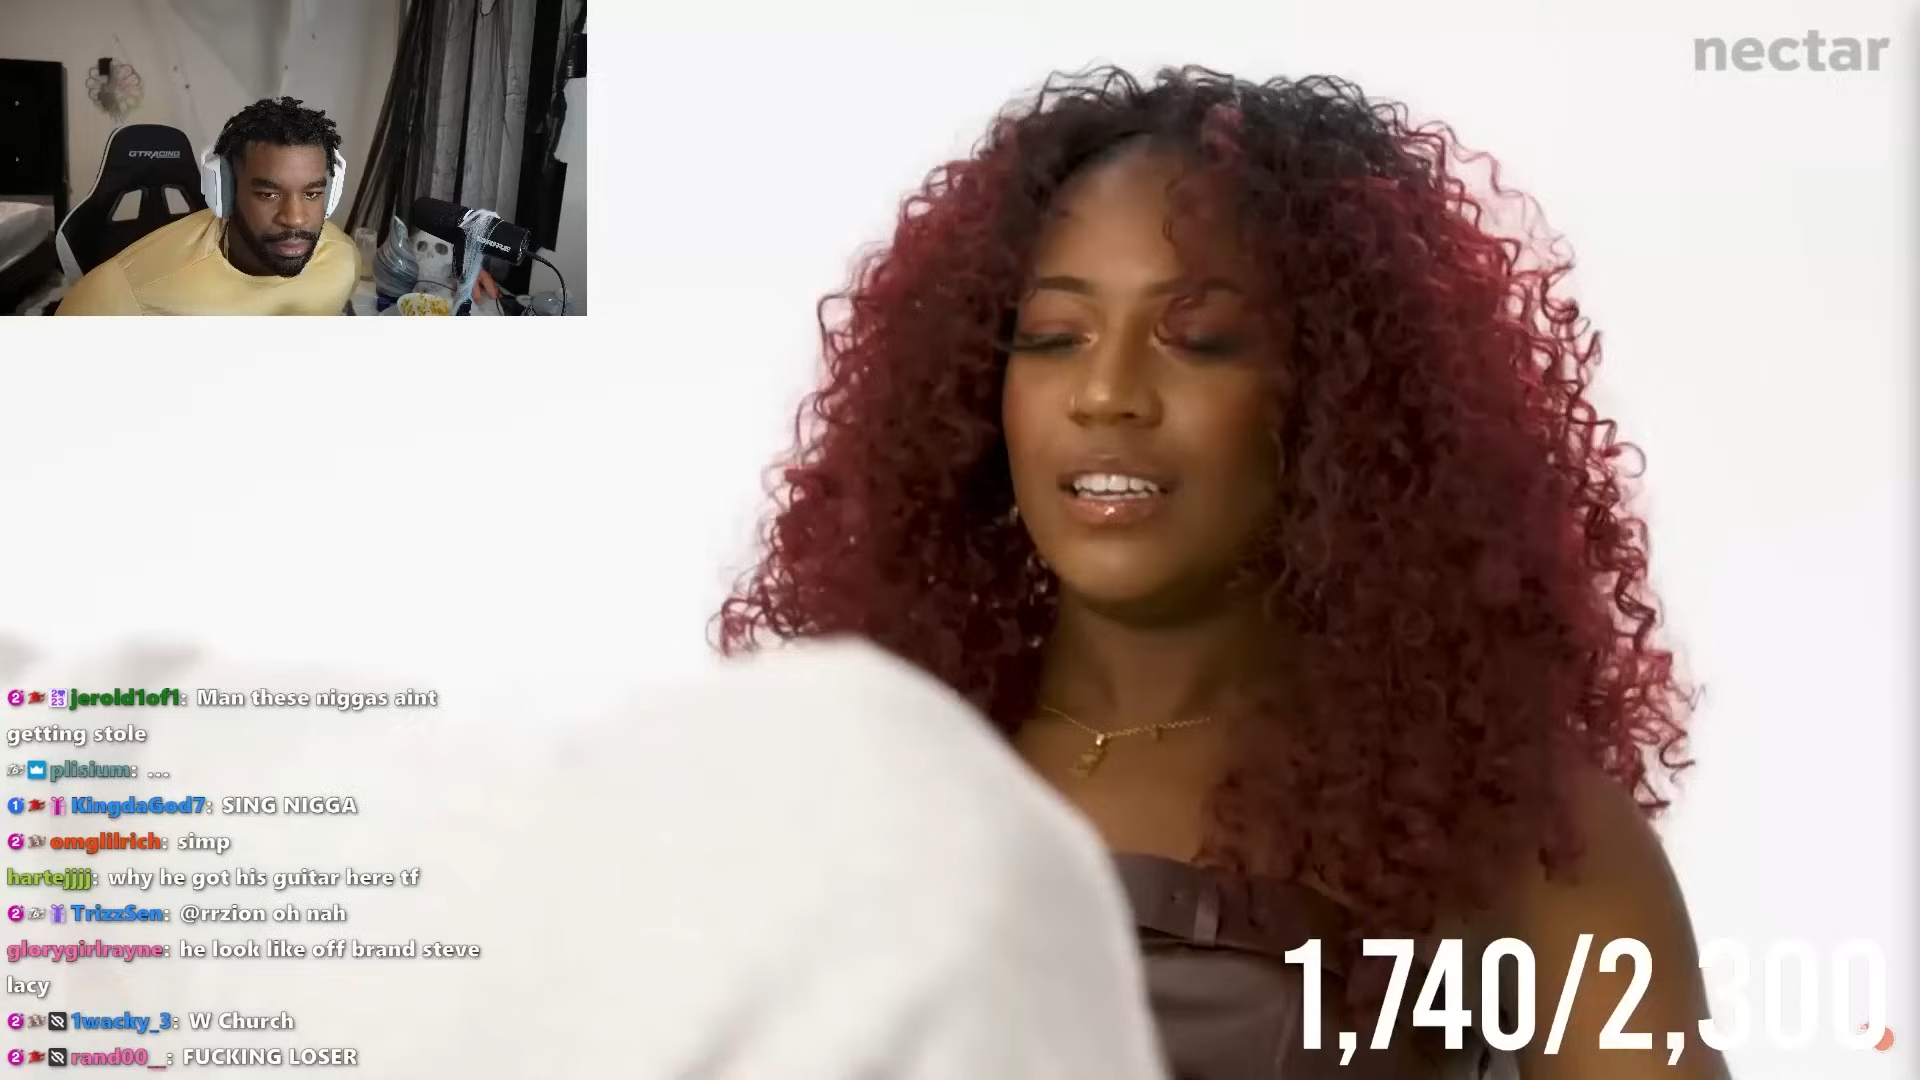 nectar
GTRACING
jerold1of1: Man these niggas aint
getting stole
plisium: ...
KingdaGod7: SING NIGGA
omglilrich: simp
hartejjjj: why he got his guitar here tf
TrizzSen: @rrzion oh nah
glorygirlrayne: he look like off brand steve
lacy
1wacky_3: W Church
rand00__: FUCKING LOSER
1,740/2,300